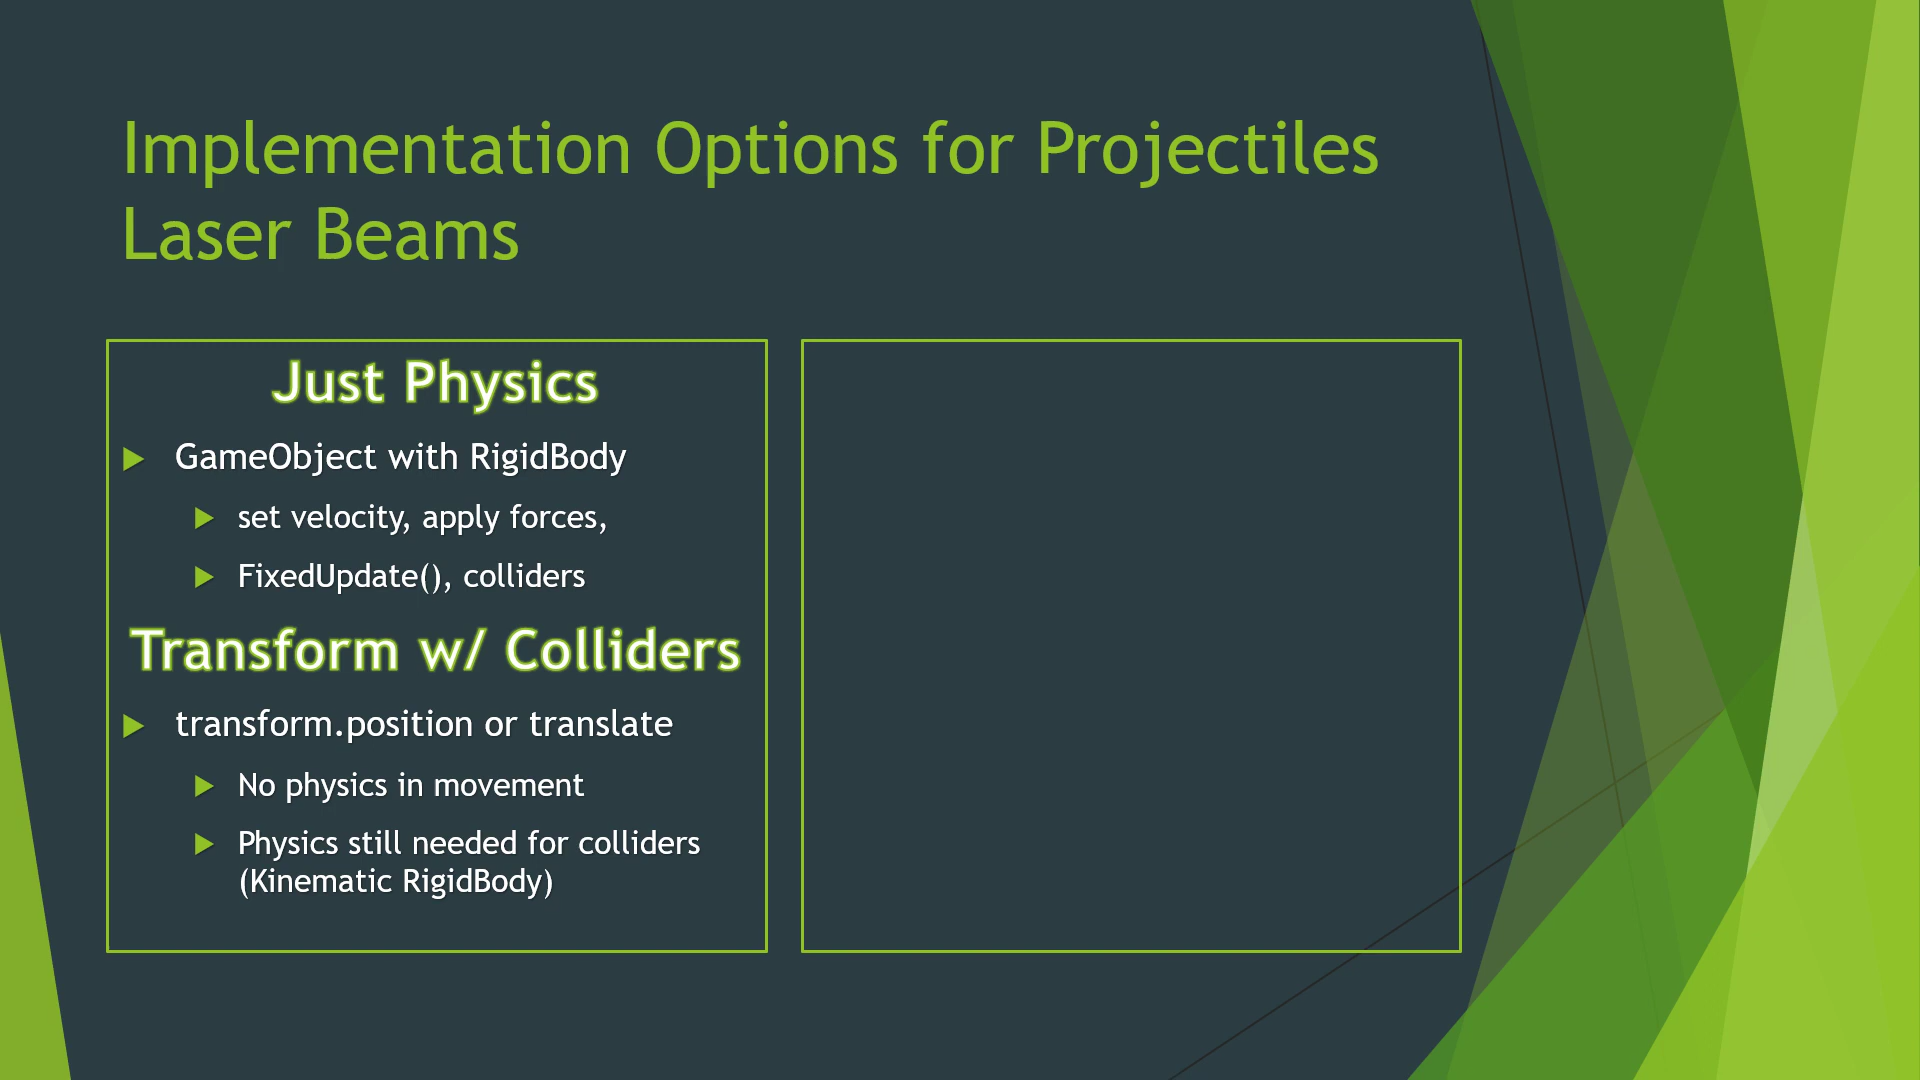 Implementation Options for Projectiles
Laser Beams
Just Physics
GameObject with RigidBody
set velocity, apply forces,
FixedUpdate(), colliders
Transform w/ Colliders
transform.position or translate
No physics in movement
Physics still needed for colliders
(Kinematic RigidBody)